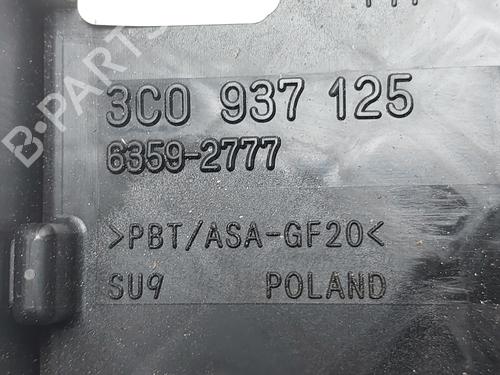 B-PARTS
3C0 937 125
6359-2777
>PBT/ASA-GF20<
SU9 POLAND